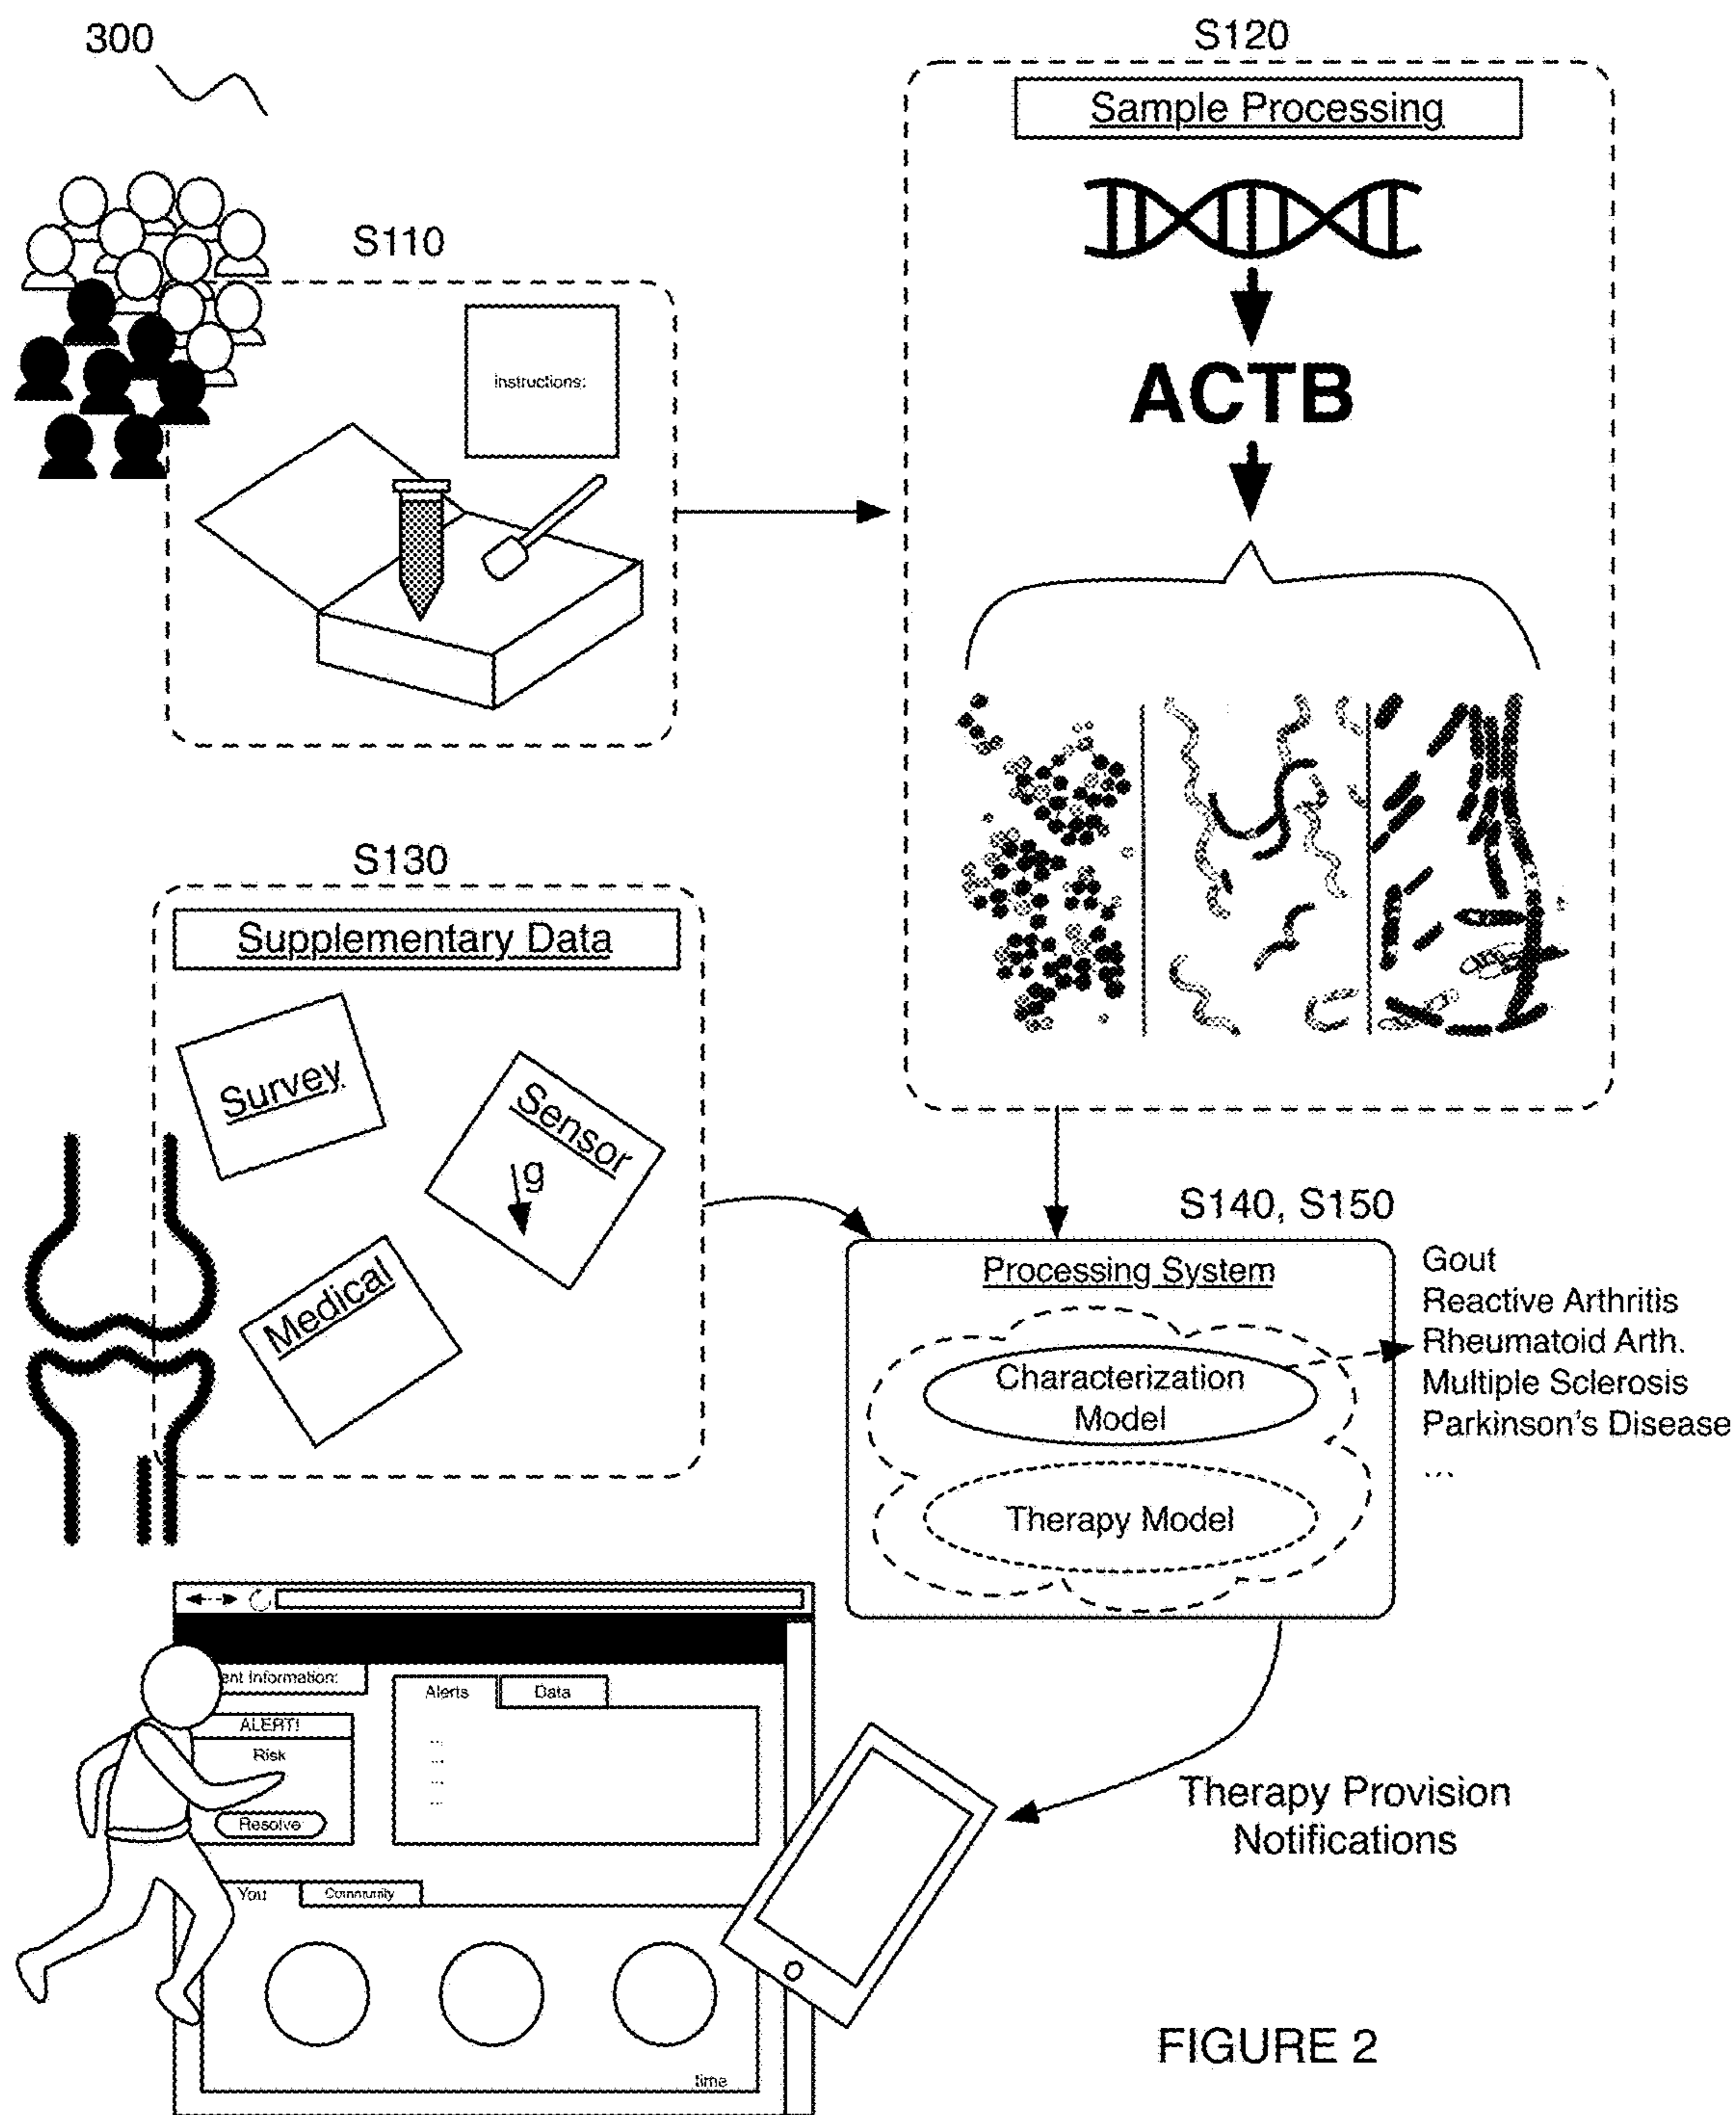 300
S110
instructions:
S120
Sample Processing
ACTB
S130
Supplementary Data
Survey
Sensor
g
Medical
S140, S150
Processing System
Characterization
Model
Therapy Model
Gout
Reactive Arthritis
Rheumatoid Arth.
Multiple Sclerosis
Parkinson's Disease
...
ent Information:
ALERT!
Risk
Resolve
Alerts
Data
...
...
...
...
You
Community
time
Therapy Provision
Notifications
FIGURE 2